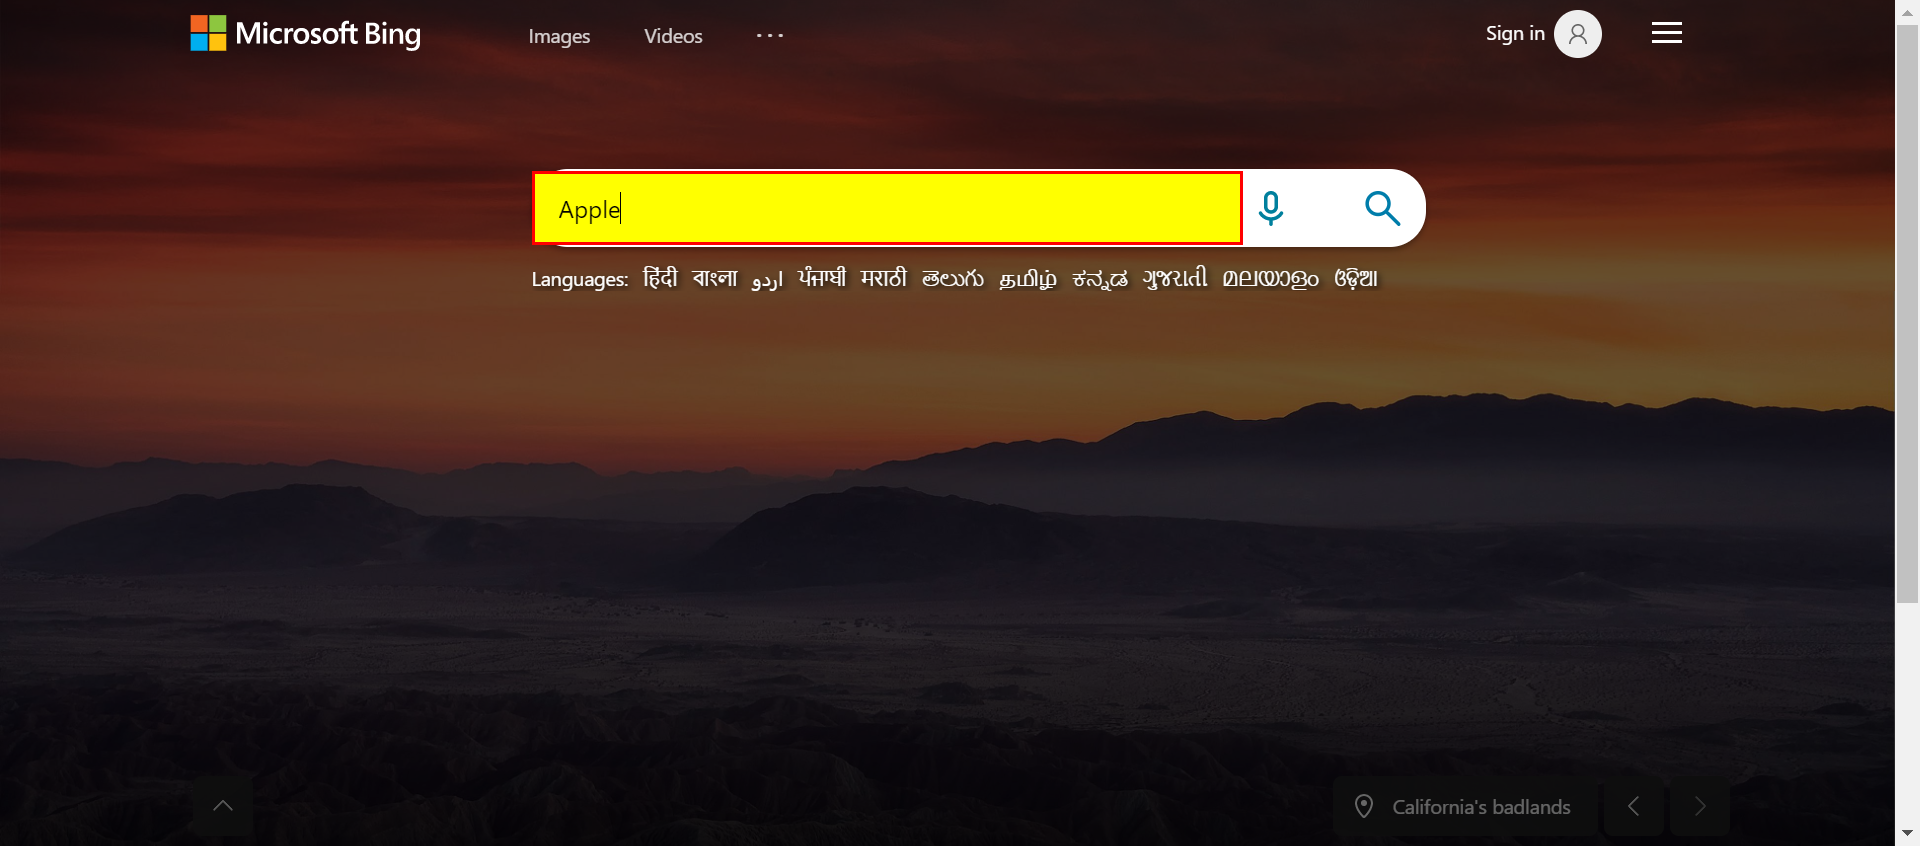 Microsoft Bing Images Videos ... Sign in
Apple
Languages: हिंदी বাংলা اردو ਪੰਜਾਬੀ मराठी తెలుగు தமிழ் ಕನ್ನಡ ગુજરાતી മലയാളം ଓଡ଼ିଆ
California's badlands